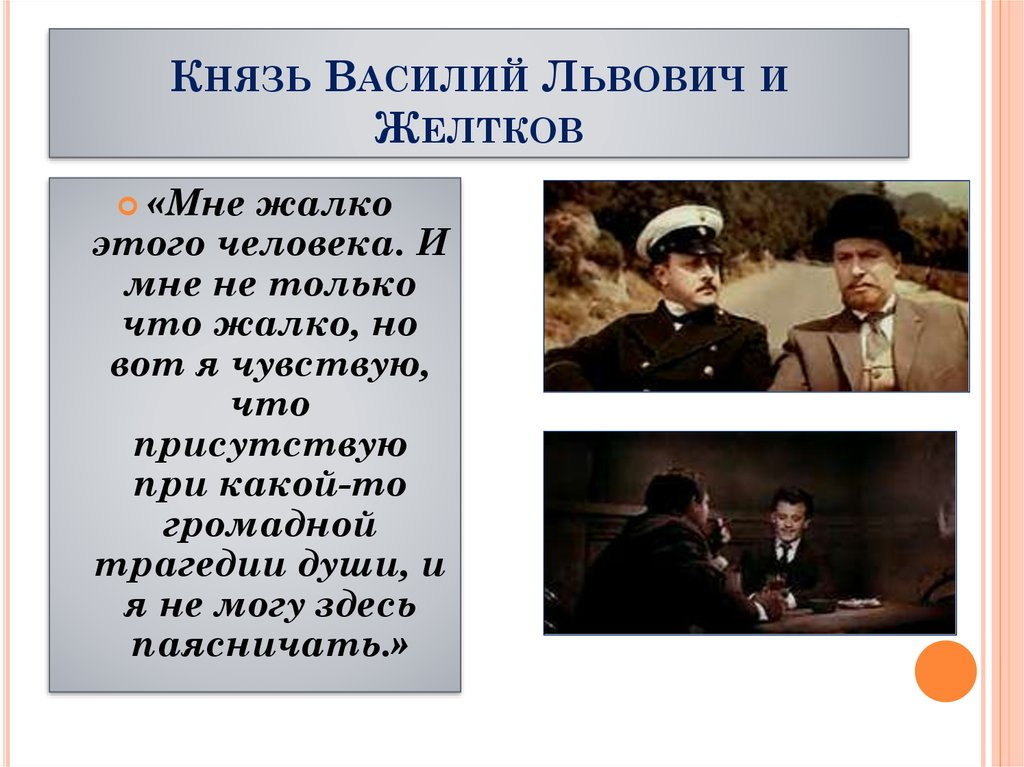 Князь Василий Львович и
Желтков
«Мне жалко
этого человека. И
мне не только
что жалко, но
вот я чувствую,
что
присутствую
при какой-то
громадной
трагедии души, и
я не могу здесь
паясничать.»